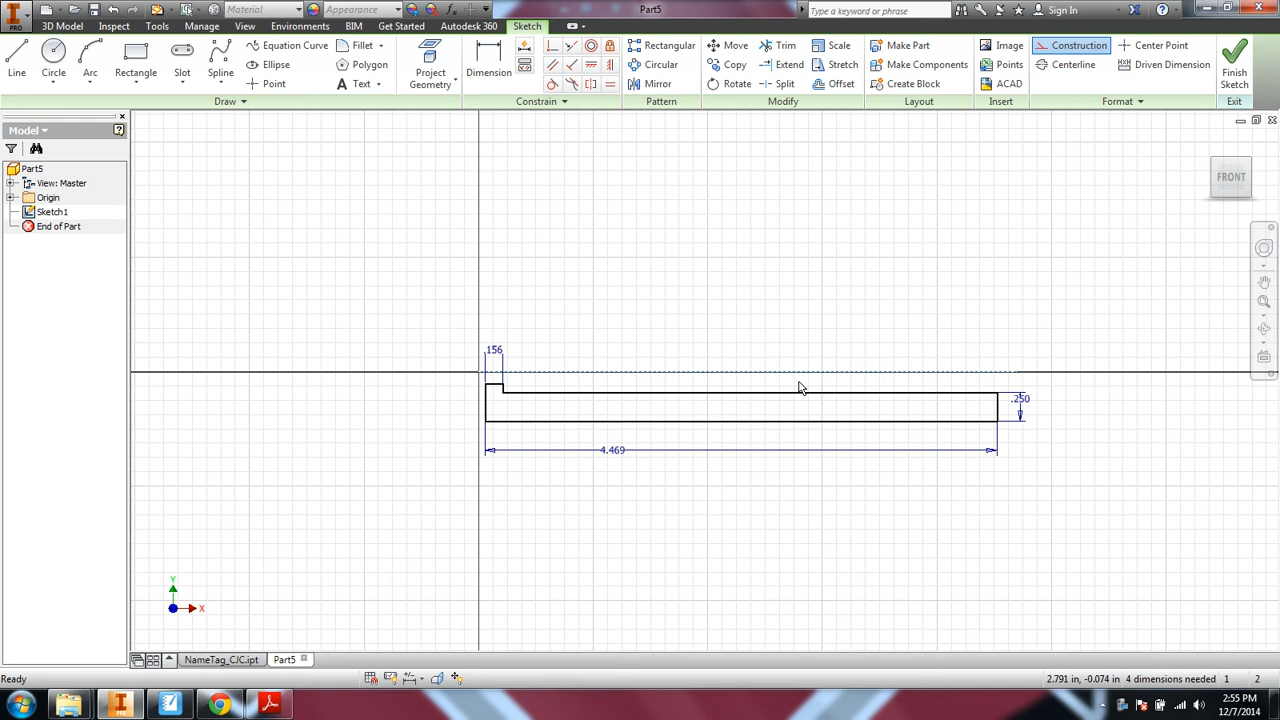 Material
Appearance
Part5
Type a keyword or phrase
Sign In
PRO
3D Model
Inspect
Tools
Manage
View
Environments
BIM
Get Started
Autodesk 360
Sketch
Line
Circle
Arc
Rectangle
Slot
Spline
Equation Curve
Ellipse
Point
Fillet
Polygon
Text
Project Geometry
Dimension
Rectangular
Circular
Mirror
Move
Copy
Rotate
Trim
Extend
Split
Scale
Stretch
Offset
Make Part
Make Components
Create Block
Image
Points
ACAD
Construction
Centerline
Center Point
Driven Dimension
Finish Sketch
Draw
Constrain
Pattern
Modify
Layout
Insert
Format
Exit
Model
Part5
View: Master
Origin
Sketch1
End of Part
FRONT
.156
.250
4.469
Y
X
NameTag_CJC.ipt
Part5
Ready
2.791 in, -0.074 in
4 dimensions needed
1
2
2:55 PM
12/7/2014